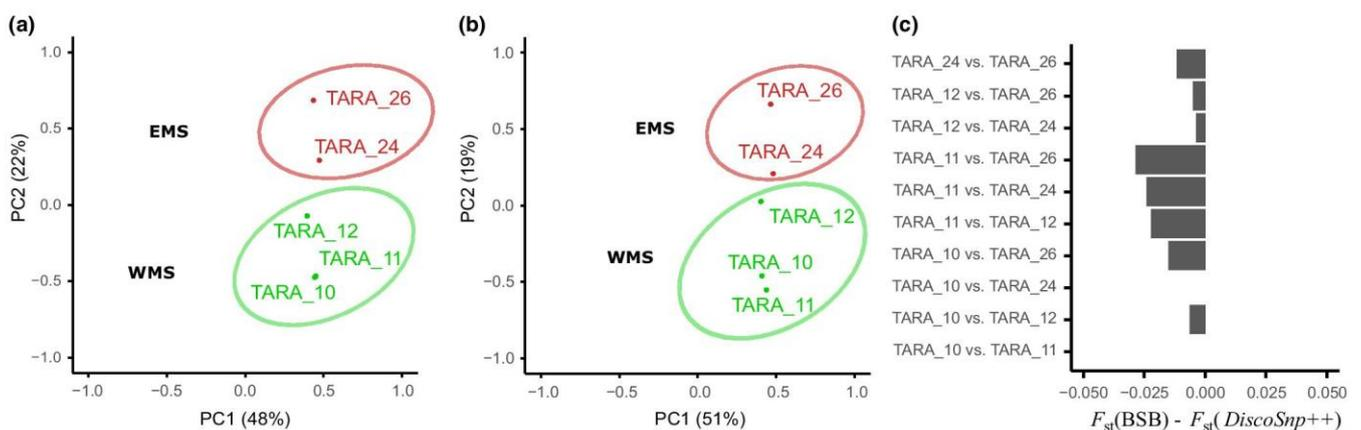 (a)
1.0
0.5
0.0
−0.5
−1.0
PC2 (22%)
EMS
WMS
TARA_26
TARA_24
TARA_12
TARA_11
TARA_10
−1.0 −0.5 0.0 0.5 1.0
PC1 (48%)
(b)
1.0
0.5
0.0
−0.5
−1.0
PC2 (19%)
EMS
WMS
TARA_26
TARA_24
TARA_12
TARA_10
TARA_11
−1.0 −0.5 0.0 0.5 1.0
PC1 (51%)
(c)
TARA_24 vs. TARA_26
TARA_12 vs. TARA_26
TARA_12 vs. TARA_24
TARA_11 vs. TARA_26
TARA_11 vs. TARA_24
TARA_11 vs. TARA_12
TARA_10 vs. TARA_26
TARA_10 vs. TARA_24
TARA_10 vs. TARA_12
TARA_10 vs. TARA_11
−0.050 −0.025 0.000 0.025 0.050
Fst(BSB) - Fst( DiscoSnp++)